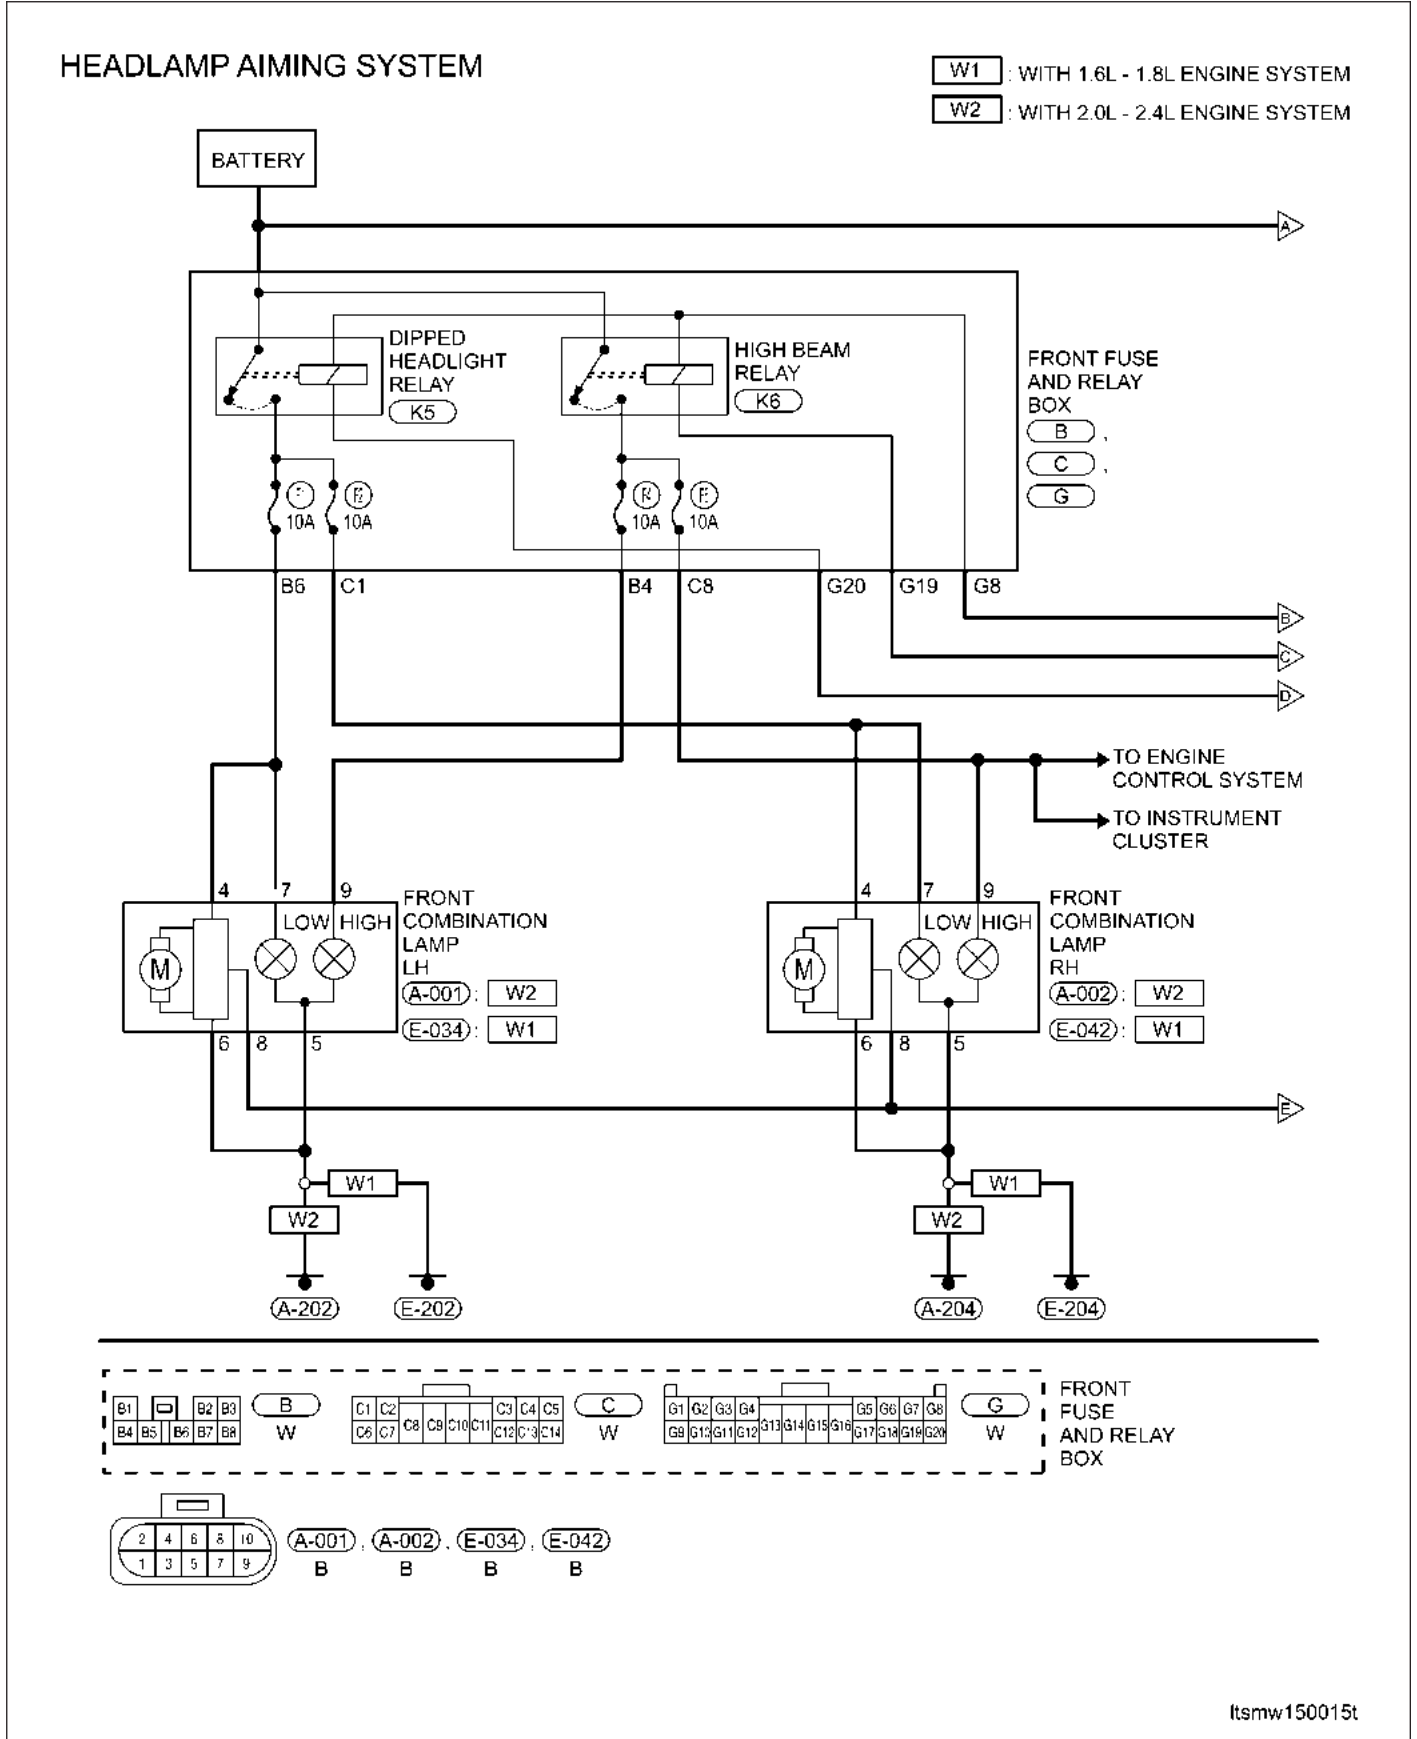 HEADLAMP AIMING SYSTEM
W1 : WITH 1.6L - 1.8L ENGINE SYSTEM
W2 : WITH 2.0L - 2.4L ENGINE SYSTEM
BATTERY
A
DIPPED
HEADLIGHT
RELAY
K5
HIGH BEAM
RELAY
K6
FRONT FUSE
AND RELAY
BOX
B ,
C ,
G
10A
10A
10A
10A
B6 C1 B4 C8 G20 G19 G8
B
C
D
TO ENGINE
CONTROL SYSTEM
TO INSTRUMENT
CLUSTER
4 7 9
LOW HIGH
M
6 8 5
FRONT
COMBINATION
LAMP
LH
A-001 : W2
E-034 : W1
4 7 9
LOW HIGH
M
6 8 5
FRONT
COMBINATION
LAMP
RH
A-002 : W2
E-042 : W1
E
W1
W2
W1
W2
A-202 E-202 A-204 E-204
B1 B2 B3
B4 B5 B6 B7 B8
B
W
C1 C2 C3 C4 C5
C8 C9 C10 C11
C6 C7 C12 C13 C14
C
W
G1 G2 G3 G4 G5 G6 G7 G8
G13 G14 G15 G16
G9 G10 G11 G12 G17 G18 G19 G20
G
W
FRONT
FUSE
AND RELAY
BOX
2 4 6 8 10
1 3 5 7 9
A-001 , A-002 , E-034 , E-042
B B B B
ltsmw150015t